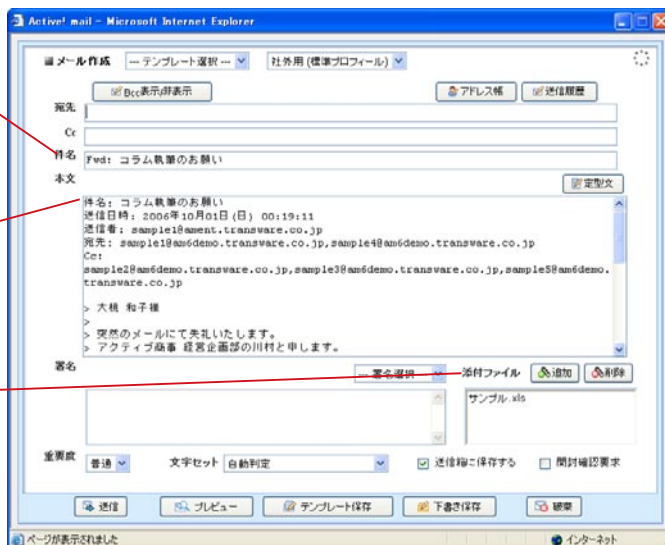 Active! mail - Microsoft Internet Explorer
■メール作成 --- テンプレート選択 --- 社外用 (標準プロフィール)
Bcc表示/非表示 アドレス帳 送信履歴
宛先
Cc
件名 Fwd: コラム執筆のお願い
本文 定型文
件名: コラム執筆のお願い
送信日時: 2006年10月01日(日) 00:19:11
送信者: sample1@ament.transware.co.jp
宛先: sample1@am6demo.transware.co.jp,sample4@am6demo.transware.co.jp
Cc:
sample2@am6demo.transware.co.jp,sample3@am6demo.transware.co.jp,sample5@am6demo.
transware.co.jp
> 大桃 和子様
>
> 突然のメールにて失礼いたします。
> アクティブ商事 経営企画部の川村と申します。
署名 --- 署名選択 添付ファイル 追加 削除
サンプル.xls
重要度 普通 文字セット 自動判定 送信箱に保存する 開封確認要求
送信 プレビュー テンプレート保存 下書き保存 破棄
ページが表示されました インターネット